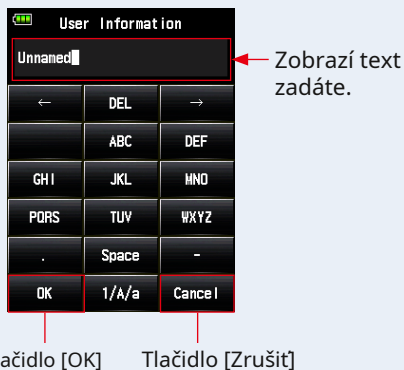 User Information
Unnamed
Zobrazí text
zadáte.
← DEL →
ABC DEF
GHI JKL MNO
PQRS TUV WXYZ
. Space -
OK 1/A/a Cancel
ačidlo [OK] Tlačidlo [Zrušiť]